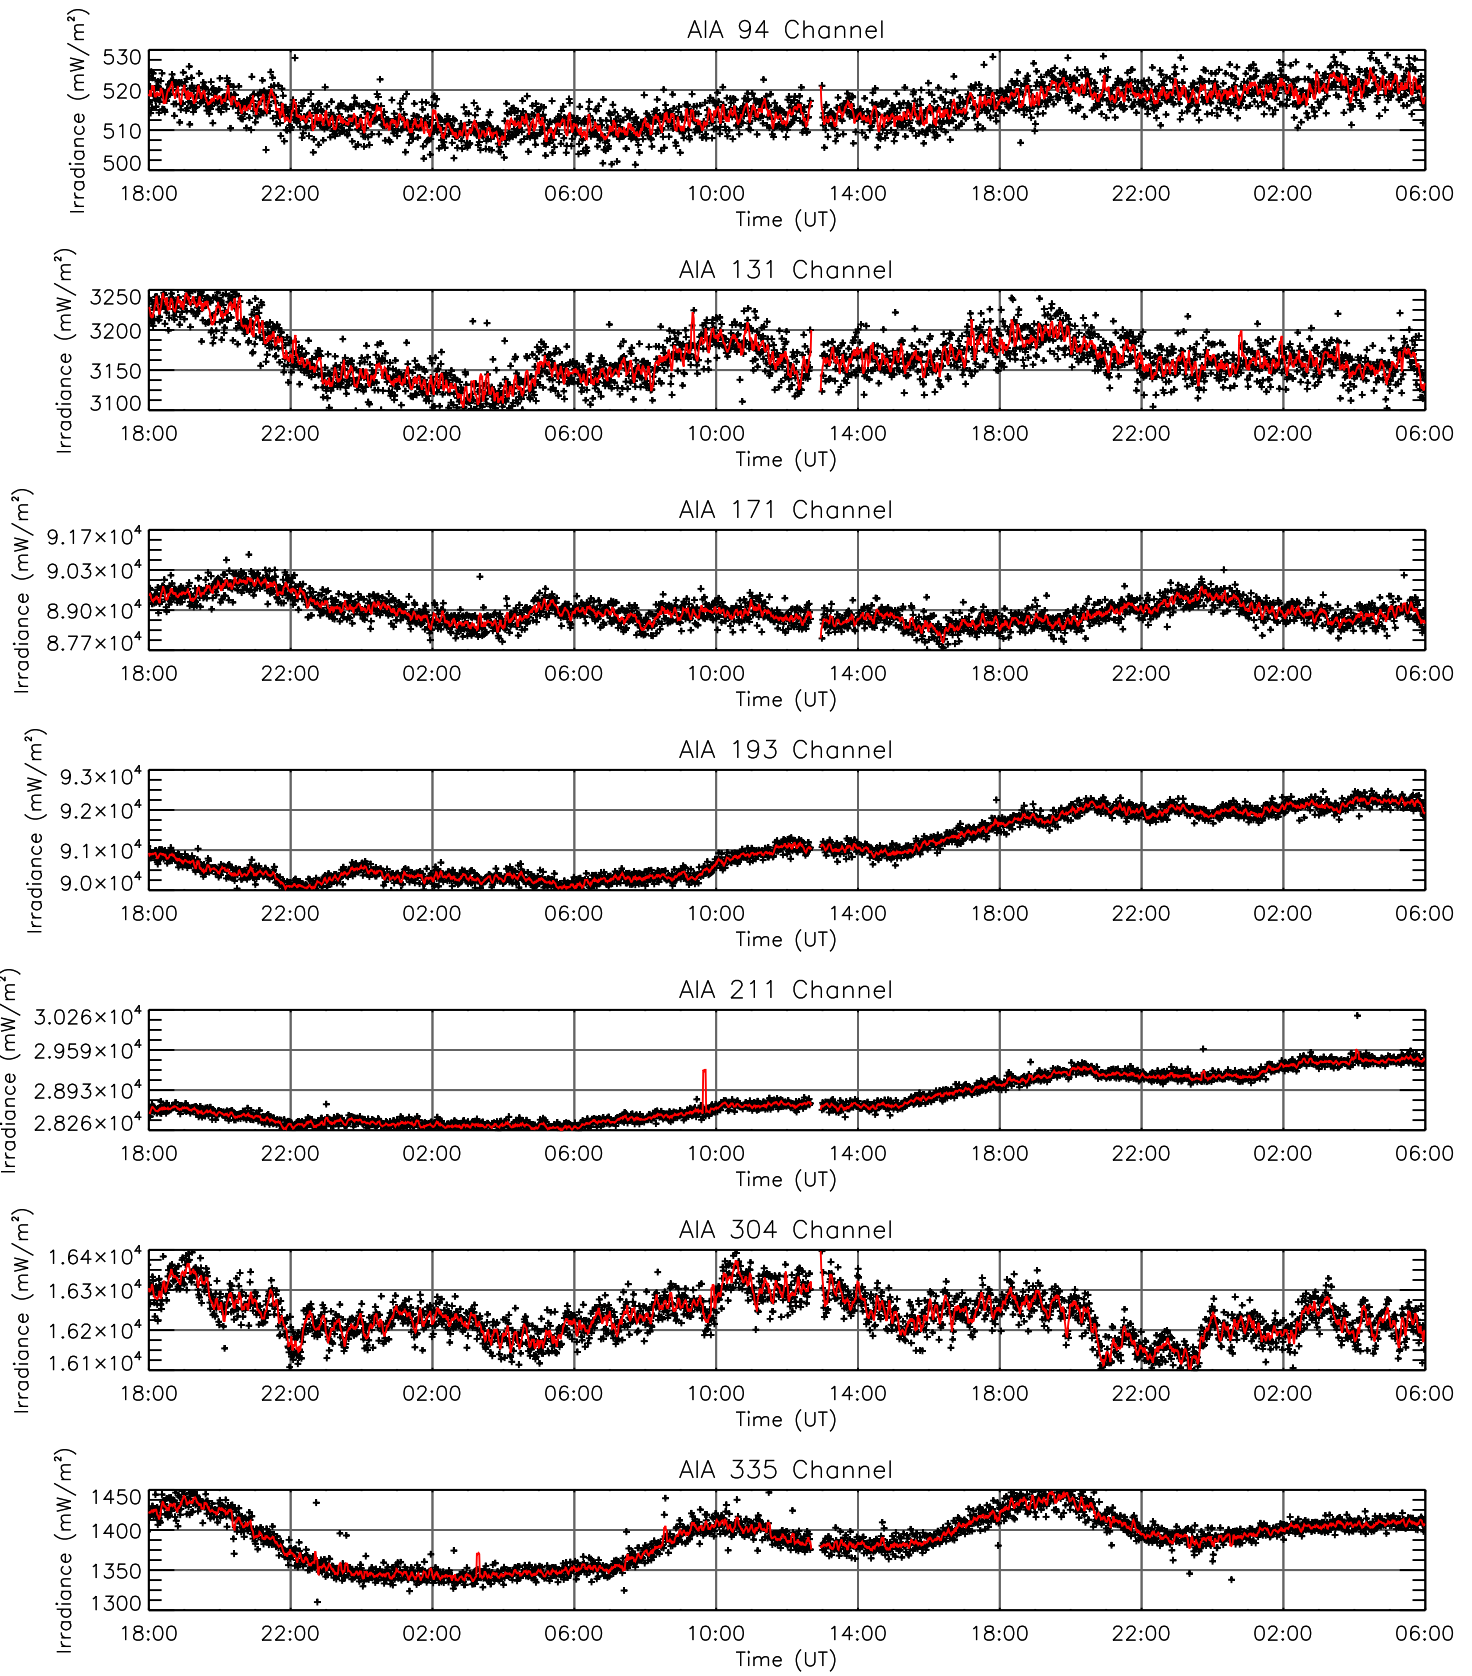 AIA 94 Channel
Irradiance (mW/m²)
530
520
510
500
18:00 22:00 02:00 06:00 10:00 14:00 18:00 22:00 02:00 06:00
Time (UT)
AIA 131 Channel
Irradiance (mW/m²)
3250
3200
3150
3100
18:00 22:00 02:00 06:00 10:00 14:00 18:00 22:00 02:00 06:00
Time (UT)
AIA 171 Channel
Irradiance (mW/m²)
9.17×10⁴
9.03×10⁴
8.90×10⁴
8.77×10⁴
18:00 22:00 02:00 06:00 10:00 14:00 18:00 22:00 02:00 06:00
Time (UT)
AIA 193 Channel
Irradiance (mW/m²)
9.3×10⁴
9.2×10⁴
9.1×10⁴
9.0×10⁴
18:00 22:00 02:00 06:00 10:00 14:00 18:00 22:00 02:00 06:00
Time (UT)
AIA 211 Channel
Irradiance (mW/m²)
3.026×10⁴
2.959×10⁴
2.893×10⁴
2.826×10⁴
18:00 22:00 02:00 06:00 10:00 14:00 18:00 22:00 02:00 06:00
Time (UT)
AIA 304 Channel
Irradiance (mW/m²)
1.64×10⁴
1.63×10⁴
1.62×10⁴
1.61×10⁴
18:00 22:00 02:00 06:00 10:00 14:00 18:00 22:00 02:00 06:00
Time (UT)
AIA 335 Channel
Irradiance (mW/m²)
1450
1400
1350
1300
18:00 22:00 02:00 06:00 10:00 14:00 18:00 22:00 02:00 06:00
Time (UT)